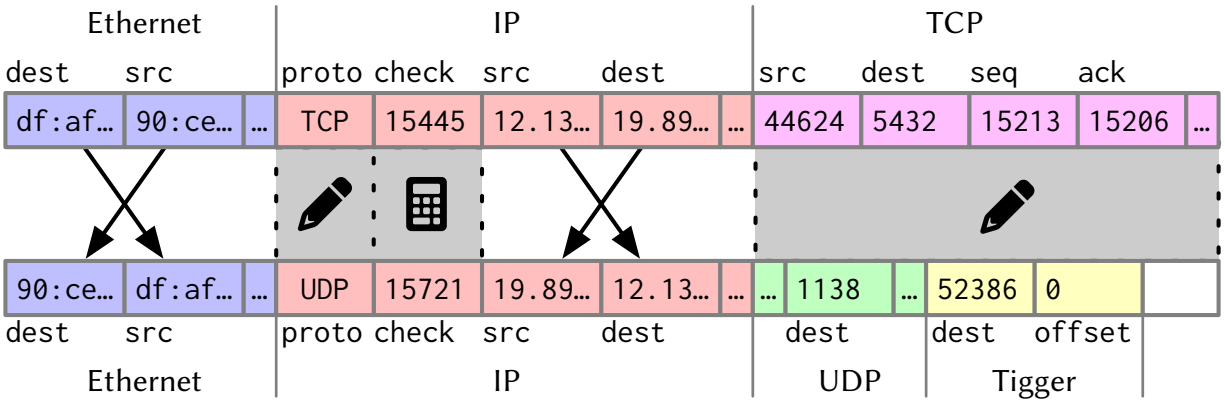 Ethernet IP TCP
dest src proto check src dest src dest seq ack
df:af… 90:ce… … TCP 15445 12.13… 19.89… … 44624 5432 15213 15206 …
90:ce… df:af… … UDP 15721 19.89… 12.13… … … 1138 … 52386 0
dest src proto check src dest dest dest offset
Ethernet IP UDP Tigger